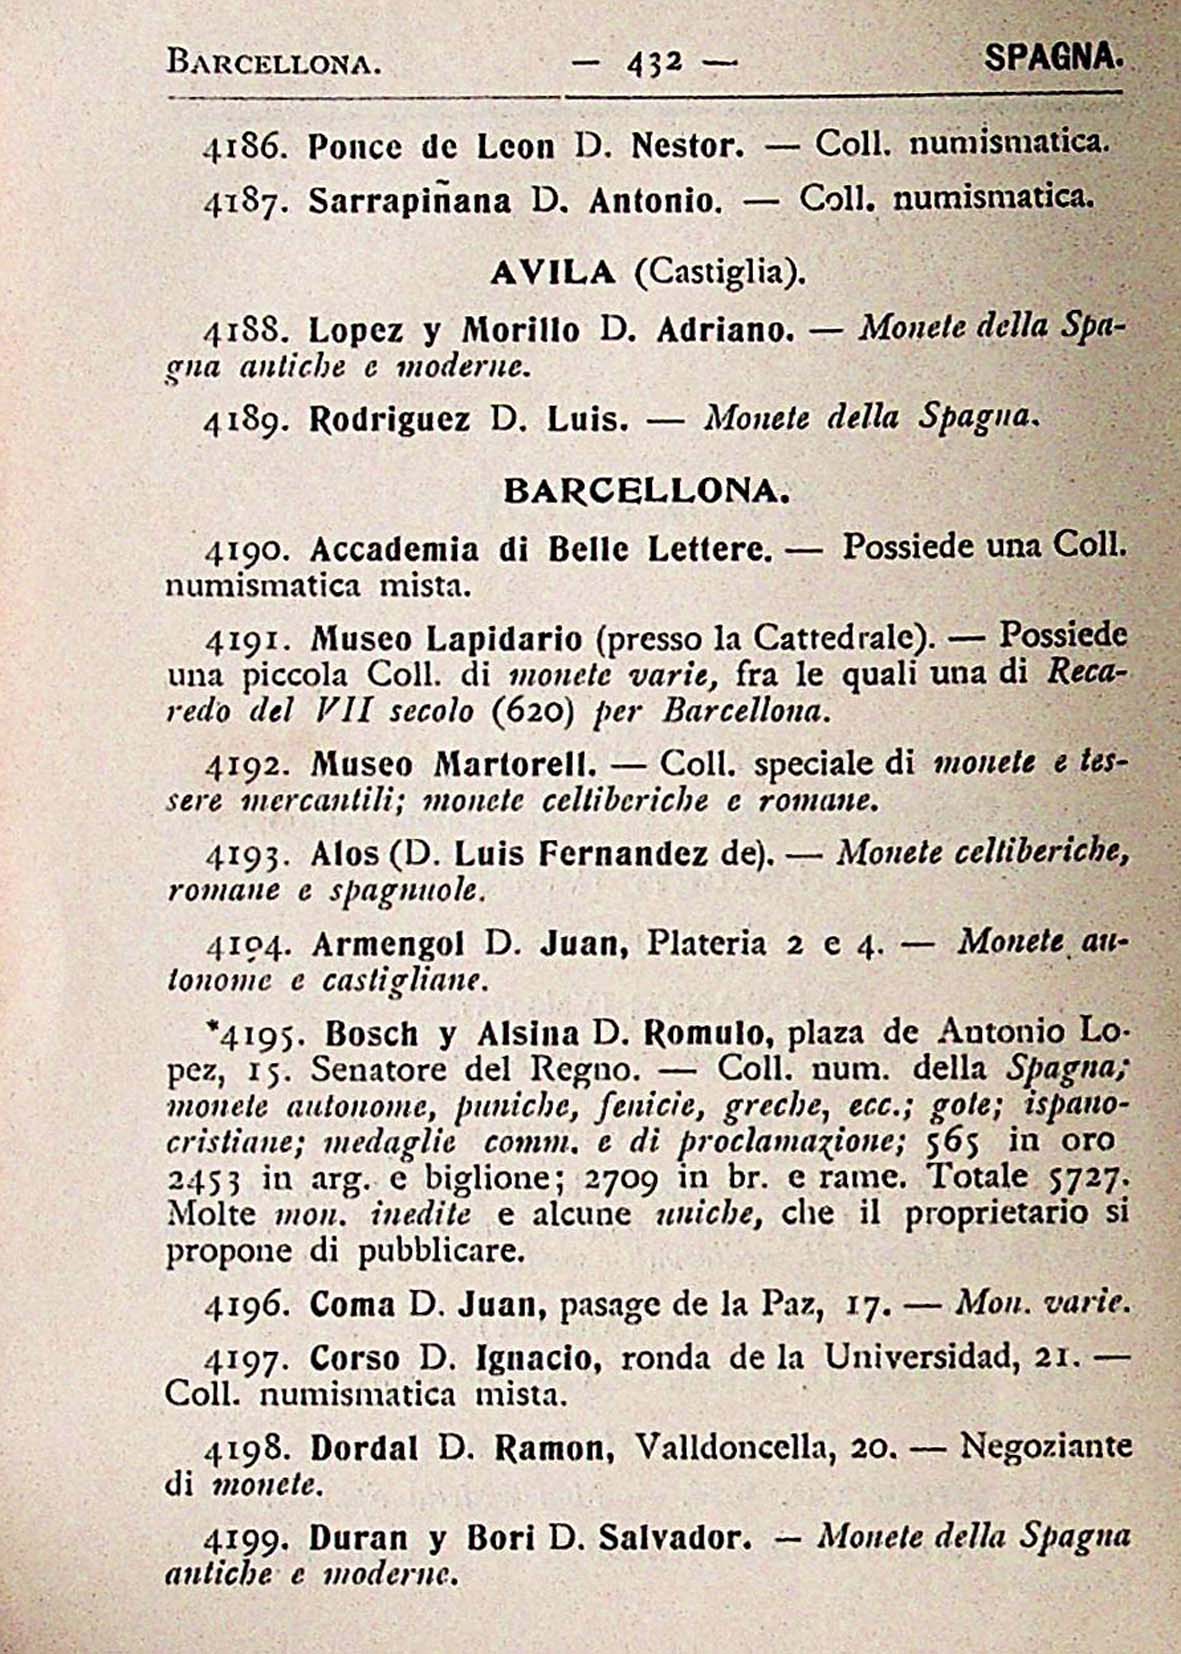 BARCELLONA. — 432 — SPAGNA.
4186. Ponce de Leon D. Nestor. — Coll. numismatica.
4187. Sarrapiñana D. Antonio. — Coll. numismatica.
AVILA (Castiglia).
4188. Lopez y Morillo D. Adriano. — Monete della Spa-
gna antiche e moderne.
4189. Rodriguez D. Luis. — Monete della Spagna.
BARCELLONA.
4190. Accademia di Belle Lettere. — Possiede una Coll.
numismatica mista.
4191. Museo Lapidario (presso la Cattedrale). — Possiede
una piccola Coll. di monete varie, fra le quali una di Reca-
redo del VII secolo (620) per Barcellona.
4192. Museo Martorell. — Coll. speciale di monete e tes-
sere mercantili; monete celtiberiche e romane.
4193. Alos (D. Luis Fernandez de). — Monete celtiberiche,
romane e spagnuole.
4194. Armengol D. Juan, Plateria 2 e 4. — Monete au-
tonome e castigliane.
*4195. Bosch y Alsina D. Romulo, plaza de Antonio Lo-
pez, 15. Senatore del Regno. — Coll. num. della Spagna;
monete autonome, puniche, fenicie, greche, ecc.; gote; ispano-
cristiane; medaglie comm. e di proclamazione; 565 in oro
2453 in arg. e biglione; 2709 in br. e rame. Totale 5727.
Molte mon. inedite e alcune uniche, che il proprietario si
propone di pubblicare.
4196. Coma D. Juan, pasage de la Paz, 17. — Mon. varie.
4197. Corso D. Ignacio, ronda de la Universidad, 21. —
Coll. numismatica mista.
4198. Dordal D. Ramon, Valldoncella, 20. — Negoziante
di monete.
4199. Duran y Bori D. Salvador. — Monete della Spagna
antiche e moderne.